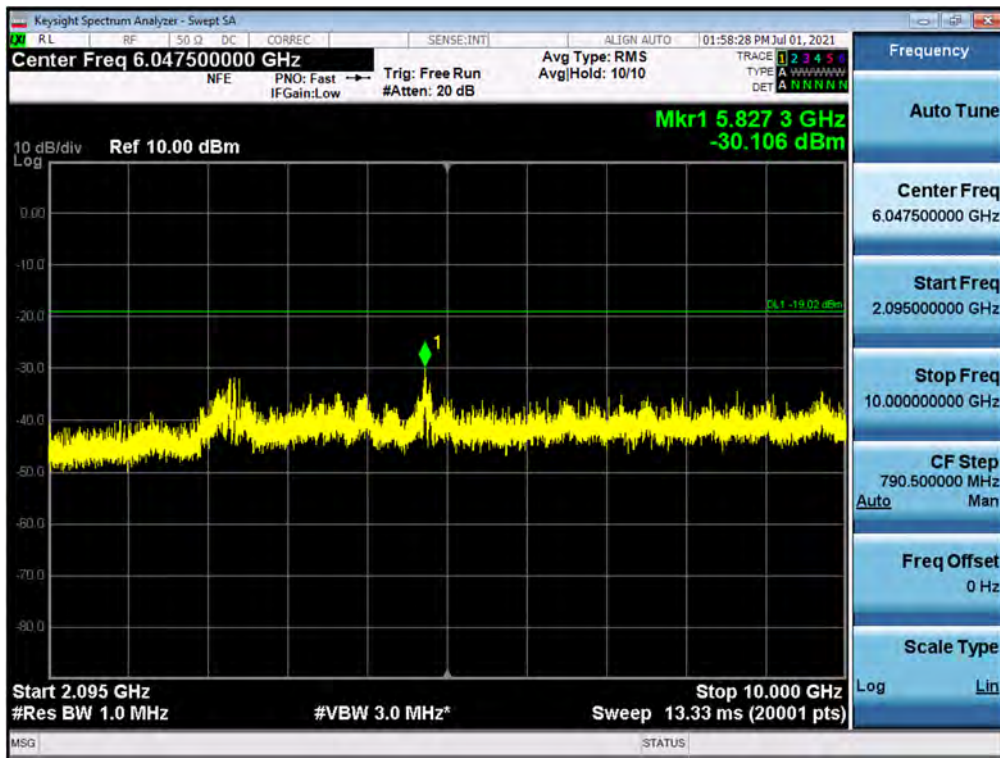 Keysight Spectrum Analyzer - Swept SA
LXI RL RF 50 Ω DC CORREC SENSE:INT ALIGN AUTO 01:58:28 PM Jul 01, 2021
Center Freq 6.047500000 GHz
NFE PNO: Fast Trig: Free Run
IFGain:Low #Atten: 20 dB
Avg Type: RMS
Avg|Hold: 10/10
TRACE 1 2 3 4 5 6
TYPE A WWWWW
DET A N N N N N
Mkr1 5.827 3 GHz
-30.106 dBm
10 dB/div Ref 10.00 dBm
Log
0.00
-10.0
DL1 -19.02 dBm
-20.0
1
-30.0
-40.0
-50.0
-60.0
-70.0
-80.0
Start 2.095 GHz Stop 10.000 GHz
#Res BW 1.0 MHz #VBW 3.0 MHz* Sweep 13.33 ms (20001 pts)
MSG STATUS
Frequency
Auto Tune
Center Freq
6.047500000 GHz
Start Freq
2.095000000 GHz
Stop Freq
10.000000000 GHz
CF Step
790.500000 MHz
Auto Man
Freq Offset
0 Hz
Scale Type
Log Lin